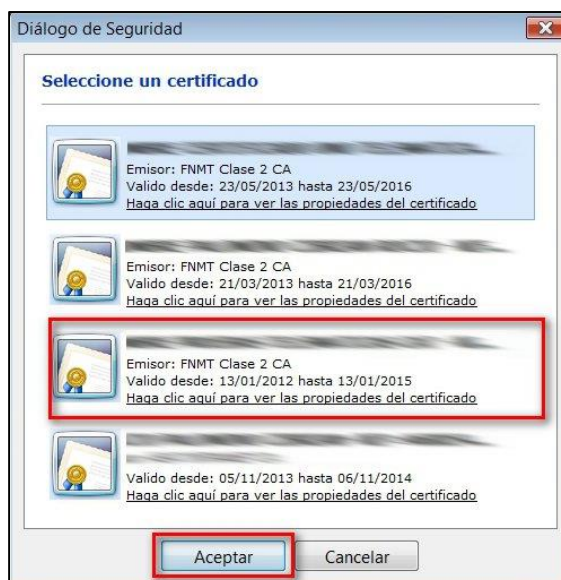 Diálogo de Seguridad
Seleccione un certificado
Emisor: FNMT Clase 2 CA
Valido desde: 23/05/2013 hasta 23/05/2016
Haga clic aquí para ver las propiedades del certificado
Emisor: FNMT Clase 2 CA
Valido desde: 21/03/2013 hasta 21/03/2016
Haga clic aquí para ver las propiedades del certificado
Emisor: FNMT Clase 2 CA
Valido desde: 13/01/2012 hasta 13/01/2015
Haga clic aquí para ver las propiedades del certificado
Valido desde: 05/11/2013 hasta 06/11/2014
Haga clic aquí para ver las propiedades del certificado
Aceptar
Cancelar